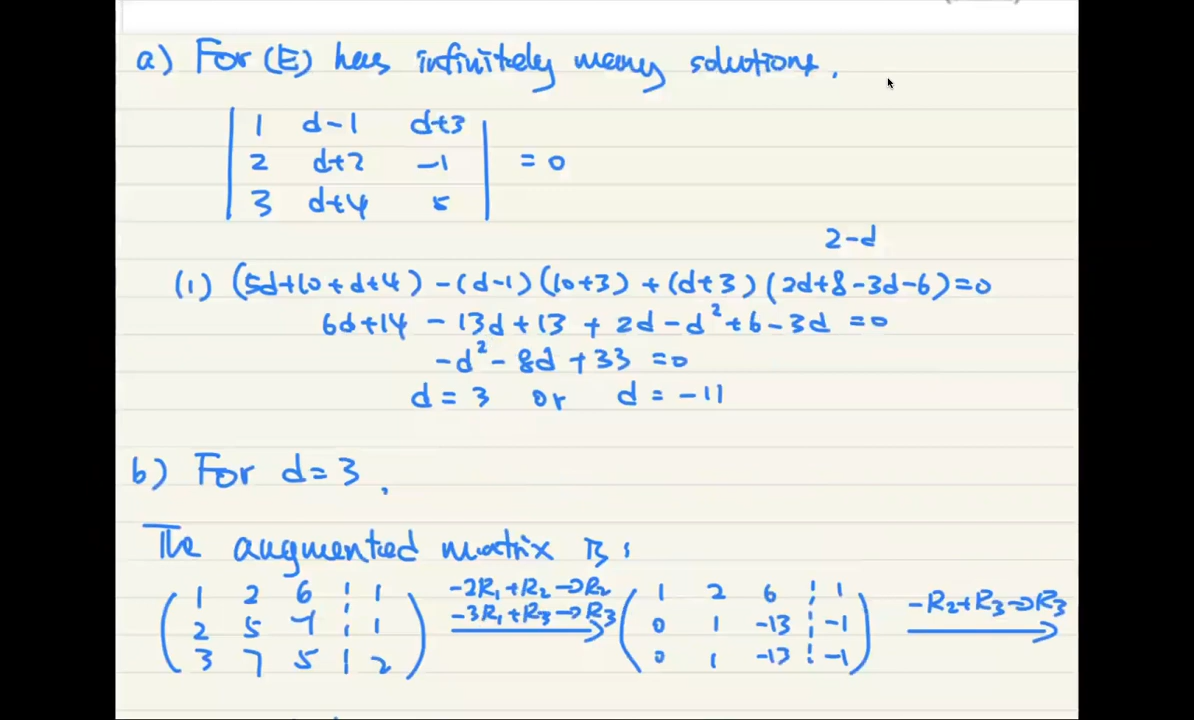 a) For (E) has infinitely many solutions,
| 1 d-1 d+3 |
| 2 d+2 -1 | = 0
| 3 d+4 5 |
2-d
(1) (5d+10+d+4) -(d-1)(10+3) +(d+3)(2d+8-3d-6)=0
6d+14 - 13d+13 + 2d-d²+6-3d =0
-d²-8d+33 =0
d=3 or d=-11
b) For d=3,
The augmented matrix is :
( 1 2 6 ¦ 1 ) -2R₁+R₂→R₂ ( 1 2 6 ¦ 1 ) -R₂+R₃→R₃
( 2 5 -1 ¦ 1 ) -3R₁+R₃→R₃ ( 0 1 -13 ¦ -1 )
( 3 7 5 ¦ 2 ) ( 0 1 -13 ¦ -1 )